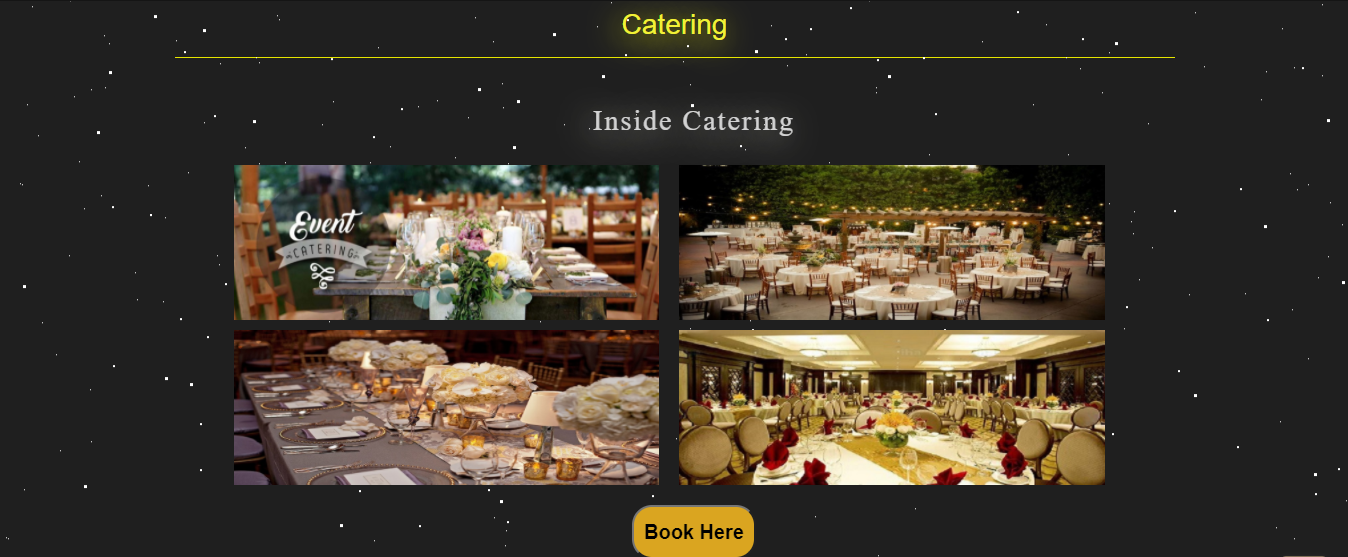 Catering
Inside Catering
Event
CATERING
Book Here